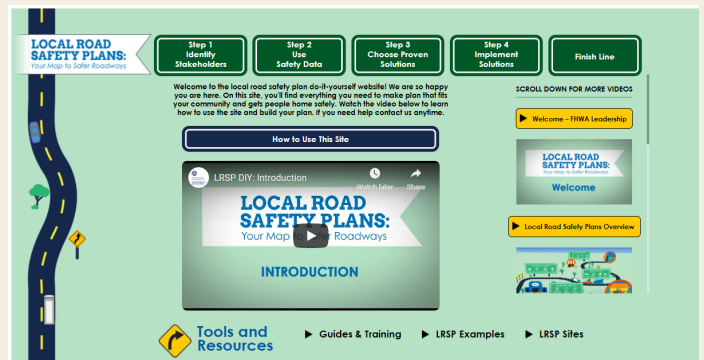 LOCAL ROAD
SAFETY PLANS:
Your Map to Safer Roadways
Step 1
Identify
Stakeholders
Step 2
Use
Safety Data
Step 3
Choose Proven
Solutions
Step 4
Implement
Solutions
Finish Line
Welcome to the local road safety plan do-it-yourself website! We are so happy
you are here. On this site, you'll find everything you need to make plan that fits
your community and gets people home safely. Watch the video below to learn
how to use the site and build your plan. If you need help contact us anytime.
How to Use This Site
LRSP DIY: Introduction
Watch later
Share
LOCAL ROAD
SAFETY PLANS:
Your Map to Safer Roadways
INTRODUCTION
SCROLL DOWN FOR MORE VIDEOS
Welcome – FHWA Leadership
LOCAL ROAD
SAFETY PLANS:
Welcome
Local Road Safety Plans Overview
Tools and
Resources
Guides & Training
LRSP Examples
LRSP Sites